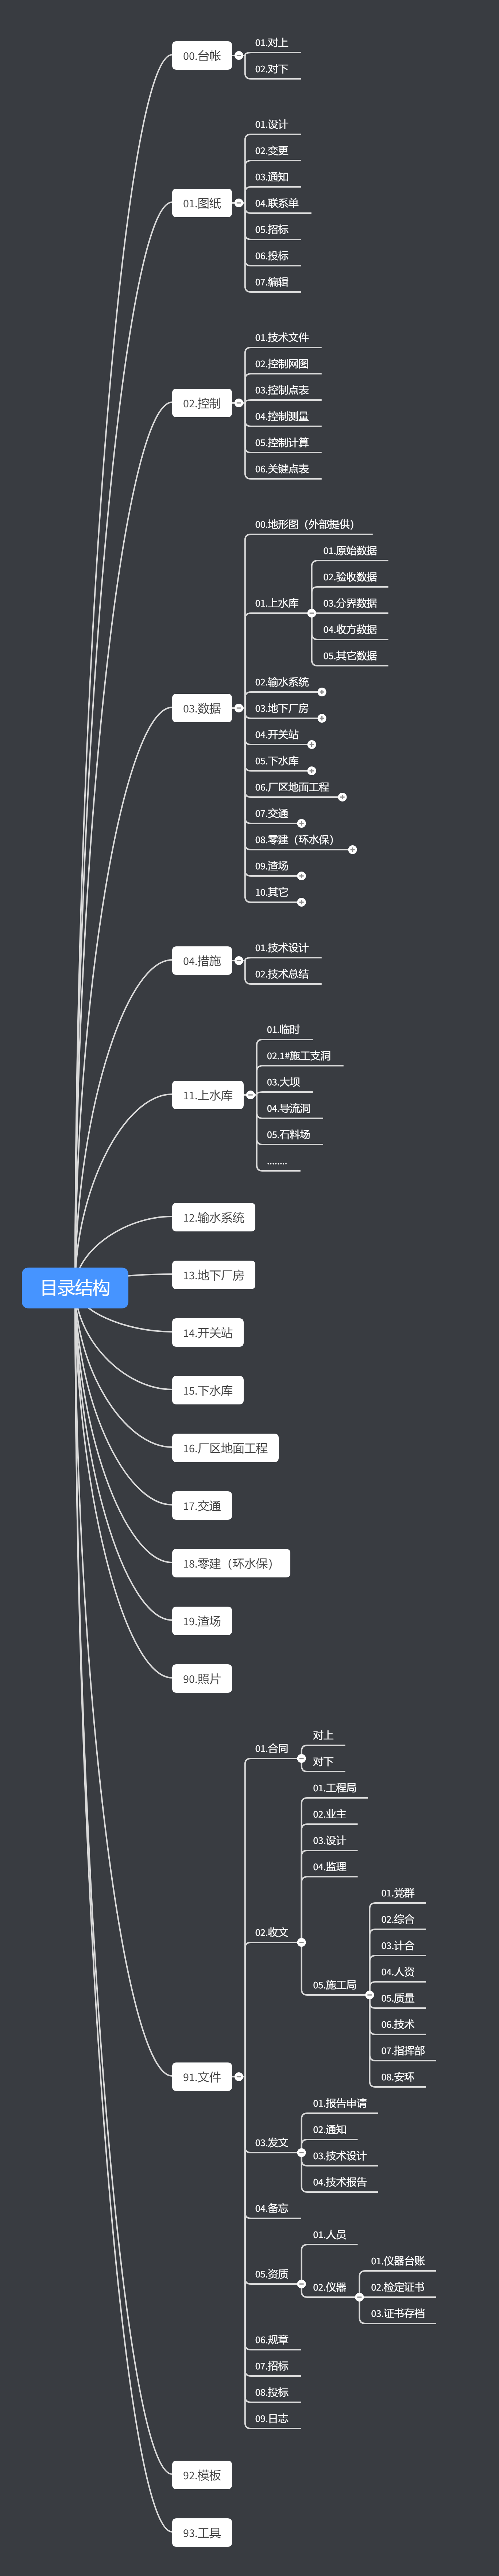 目录结构
00.台帐
01.对上
02.对下
01.图纸
01.设计
02.变更
03.通知
04.联系单
05.招标
06.投标
07.编辑
02.控制
01.技术文件
02.控制网图
03.控制点表
04.控制测量
05.控制计算
06.关键点表
03.数据
00.地形图（外部提供）
01.上水库
01.原始数据
02.验收数据
03.分界数据
04.收方数据
05.其它数据
02.输水系统
03.地下厂房
04.开关站
05.下水库
06.厂区地面工程
07.交通
08.零建（环水保）
09.渣场
10.其它
04.措施
01.技术设计
02.技术总结
11.上水库
01.临时
02.1#施工支洞
03.大坝
04.导流洞
05.石料场
........
12.输水系统
13.地下厂房
14.开关站
15.下水库
16.厂区地面工程
17.交通
18.零建（环水保）
19.渣场
90.照片
91.文件
01.合同
对上
对下
02.收文
01.工程局
02.业主
03.设计
04.监理
05.施工局
01.党群
02.综合
03.计合
04.人资
05.质量
06.技术
07.指挥部
08.安环
03.发文
01.报告申请
02.通知
03.技术设计
04.技术报告
04.备忘
05.资质
01.人员
02.仪器
01.仪器台账
02.检定证书
03.证书存档
06.规章
07.招标
08.投标
09.日志
92.模板
93.工具